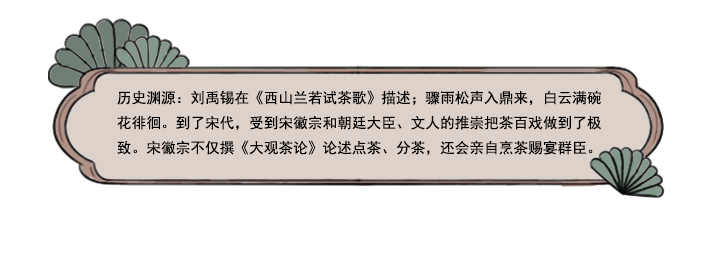 历史渊源：刘禹锡在《西山兰若试茶歌》描述；骤雨松声入鼎来，白云满碗
花徘徊。到了宋代，受到宋徽宗和朝廷大臣、文人的推崇把茶百戏做到了极
致。宋徽宗不仅撰《大观茶论》论述点茶、分茶，还会亲自烹茶赐宴群臣。